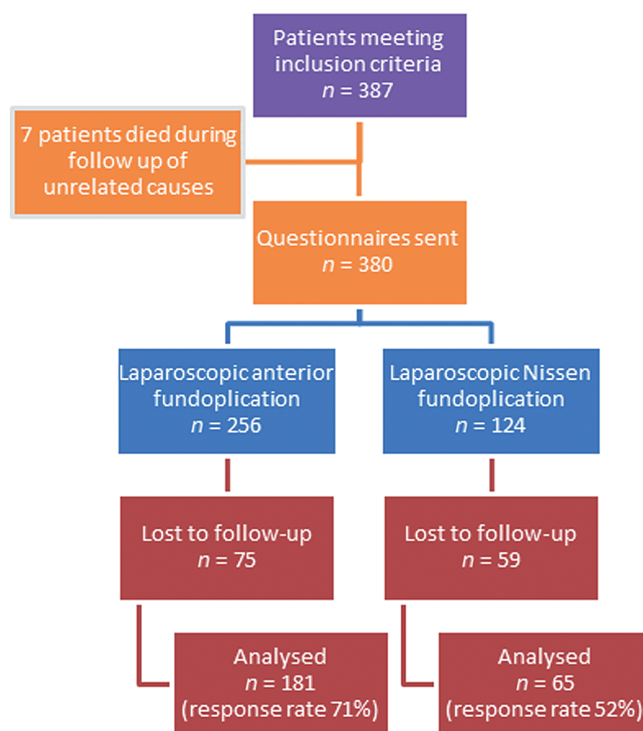 Patients meeting
inclusion criteria
n = 387
7 patients died during
follow up of
unrelated causes
Questionnaires sent
n = 380
Laparoscopic anterior
fundoplication
n = 256
Laparoscopic Nissen
fundoplication
n = 124
Lost to follow-up
n = 75
Lost to follow-up
n = 59
Analysed
n = 181
(response rate 71%)
Analysed
n = 65
(response rate 52%)